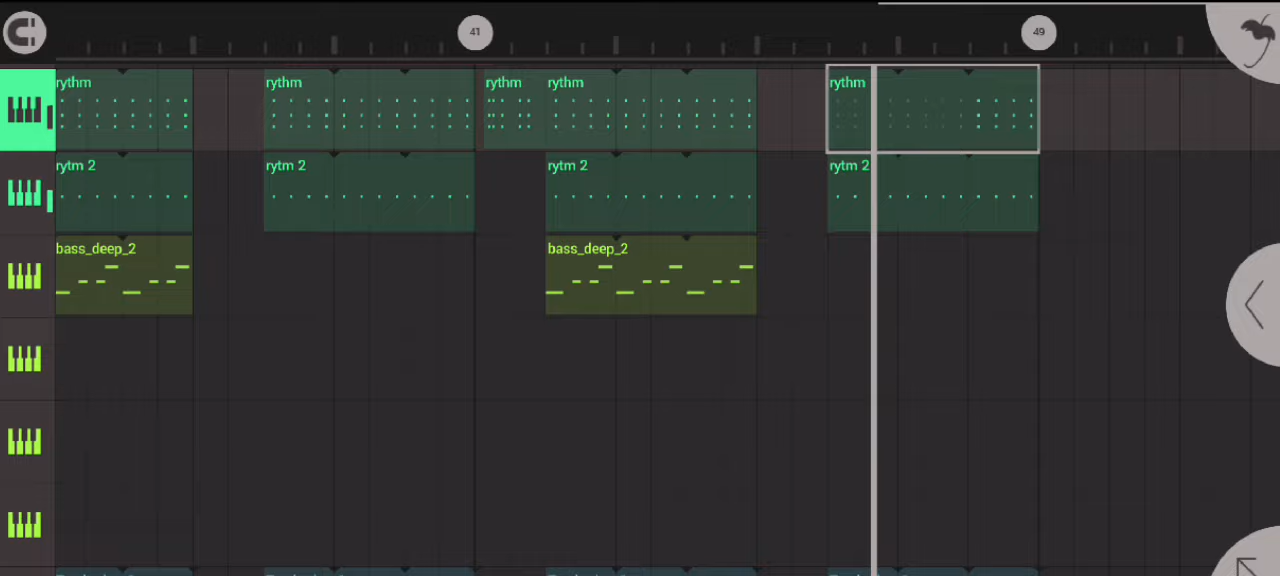 41 49
rythm rythm rythm rythm rythm
rytm 2 rytm 2 rytm 2 rytm 2
bass_deep_2 bass_deep_2